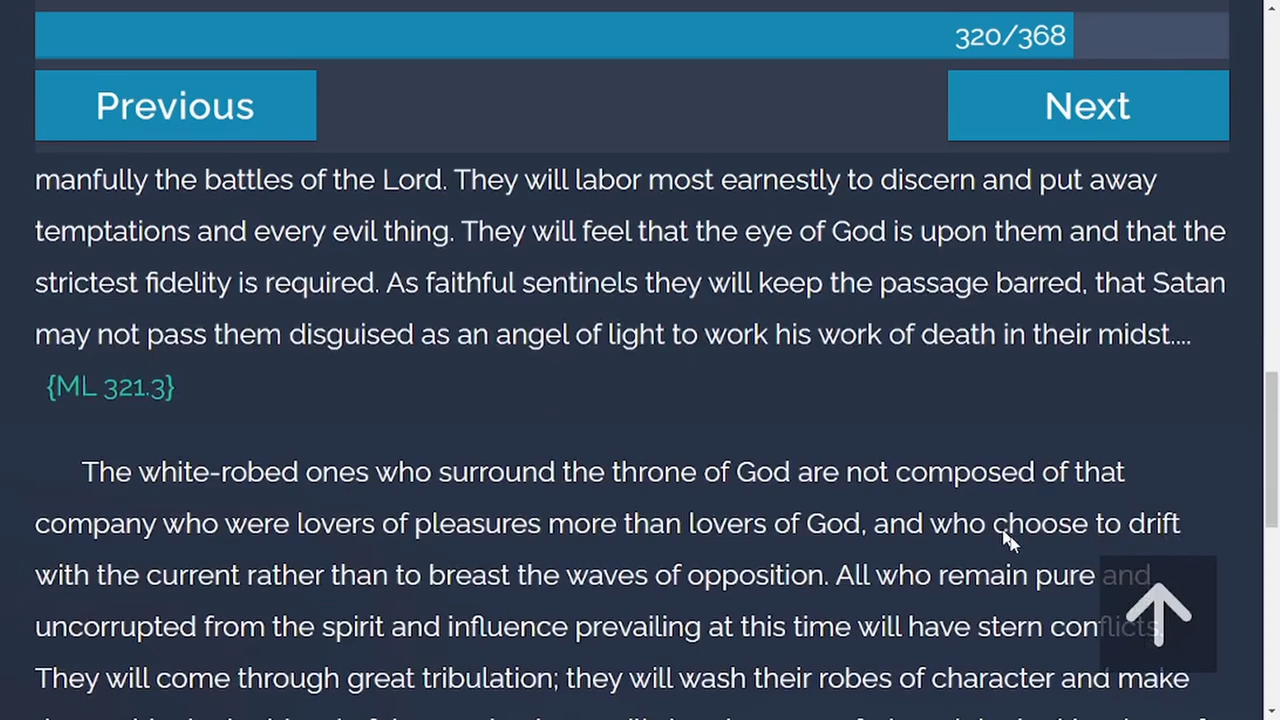 320/368
Previous
Next
manfully the battles of the Lord. They will labor most earnestly to discern and put away
temptations and every evil thing. They will feel that the eye of God is upon them and that the
strictest fidelity is required. As faithful sentinels they will keep the passage barred, that Satan
may not pass them disguised as an angel of light to work his work of death in their midst....
{ML 321.3}
The white-robed ones who surround the throne of God are not composed of that
company who were lovers of pleasures more than lovers of God, and who choose to drift
with the current rather than to breast the waves of opposition. All who remain pure and
uncorrupted from the spirit and influence prevailing at this time will have stern conflicts.
They will come through great tribulation; they will wash their robes of character and make